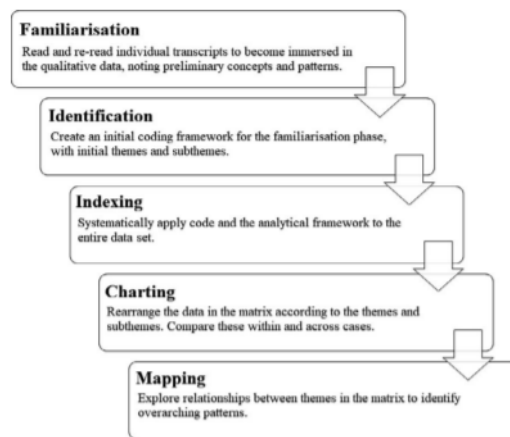 Familiarisation
Read and re-read individual transcripts to become immersed in
the qualitative data, noting preliminary concepts and patterns.
Identification
Create an initial coding framework for the familiarisation phase,
with initial themes and subthemes.
Indexing
Systematically apply code and the analytical framework to the
entire data set.
Charting
Rearrange the data in the matrix according to the themes and
subthemes. Compare these within and across cases.
Mapping
Explore relationships between themes in the matrix to identify
overarching patterns.